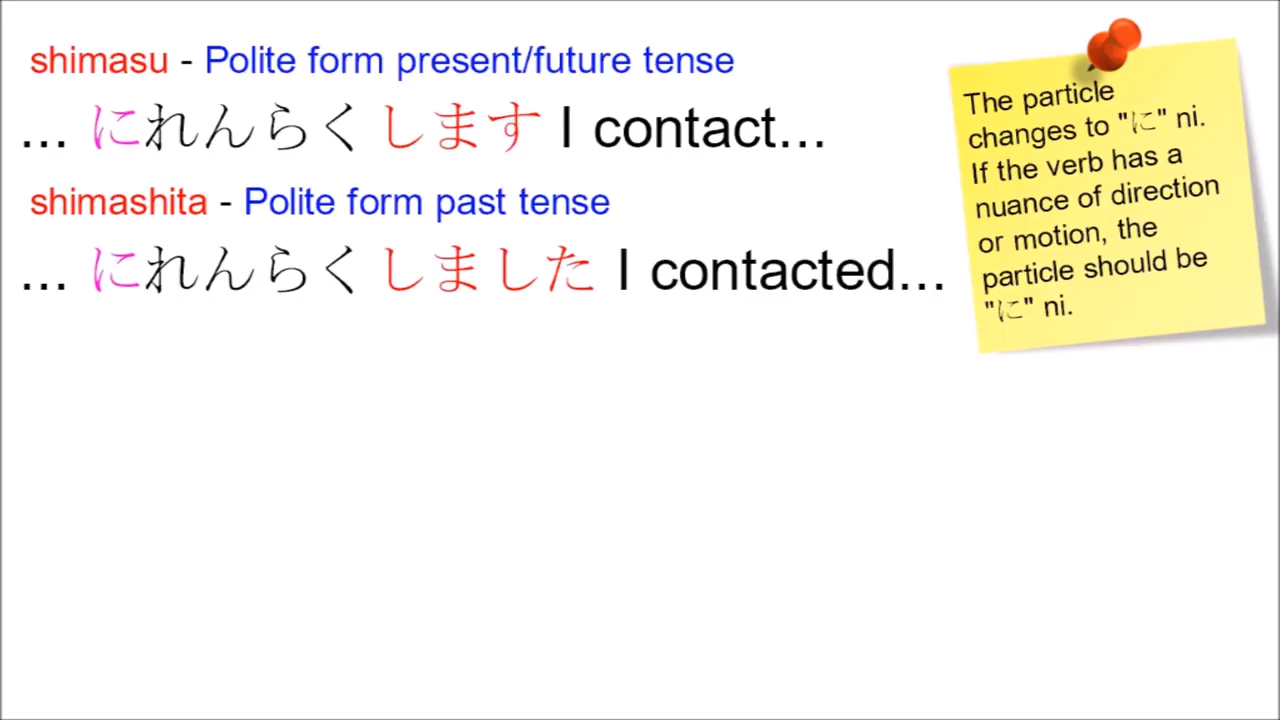 shimasu - Polite form present/future tense
... にれんらくします I contact...
shimashita - Polite form past tense
... にれんらくしました I contacted...
The particle
changes to "に" ni.
If the verb has a
nuance of direction
or motion, the
particle should be
"に" ni.